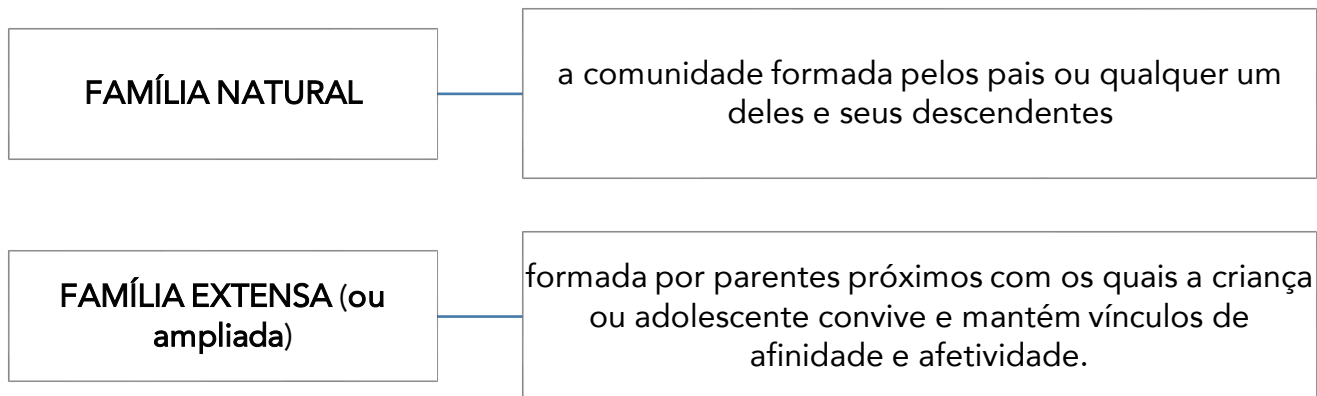 FAMÍLIA NATURAL
a comunidade formada pelos pais ou qualquer um
deles e seus descendentes
FAMÍLIA EXTENSA (ou
ampliada)
formada por parentes próximos com os quais a criança
ou adolescente convive e mantém vínculos de
afinidade e afetividade.